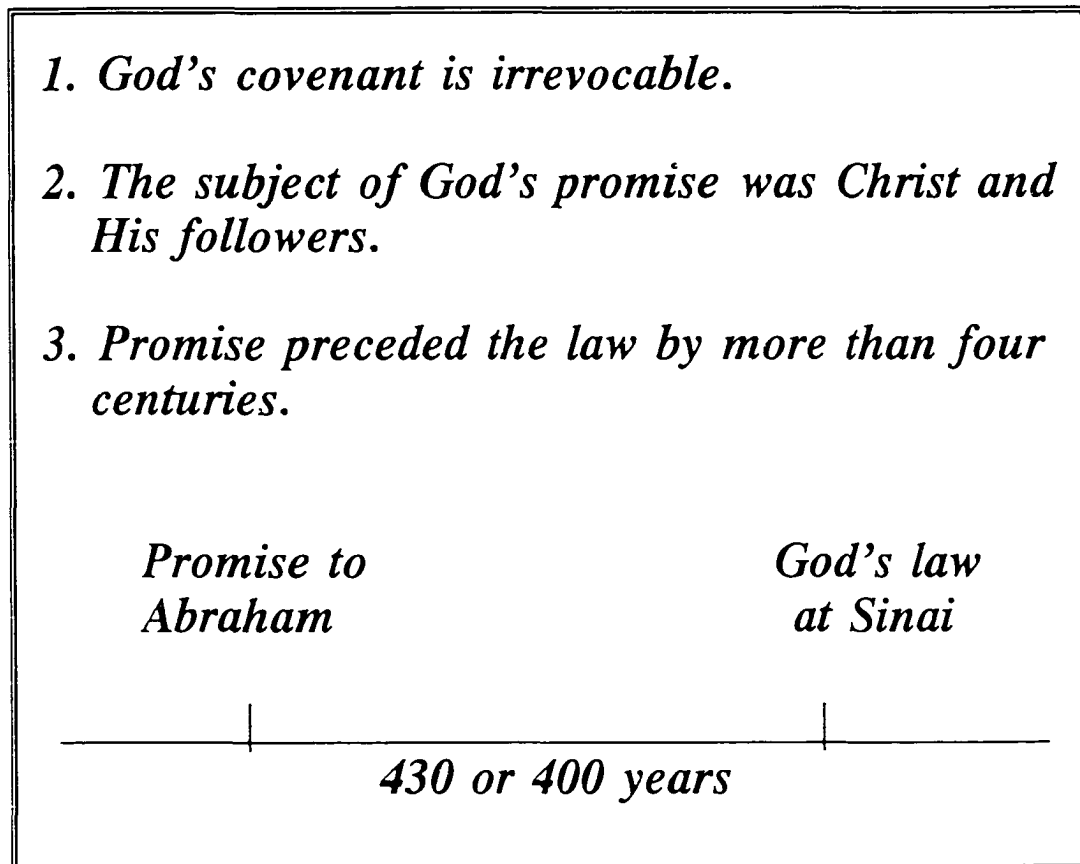 1. God's covenant is irrevocable.
2. The subject of God's promise was Christ and
His followers.
3. Promise preceded the law by more than four
centuries.
Promise to
Abraham
God's law
at Sinai
430 or 400 years